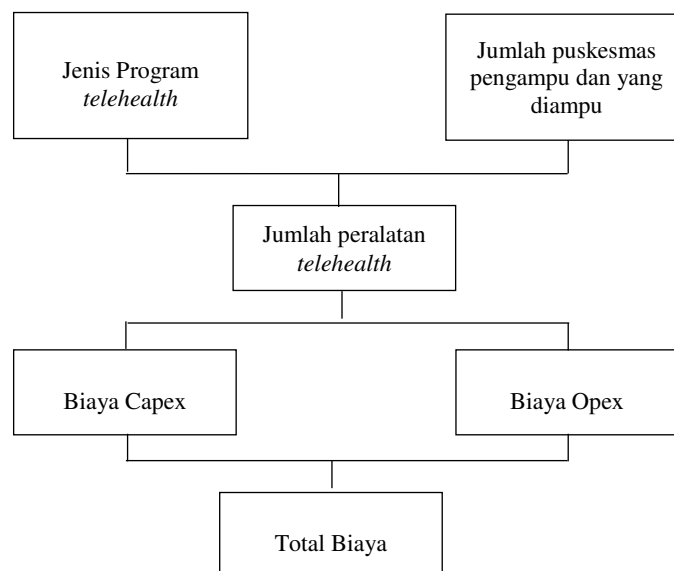 Jenis Program
telehealth
Jumlah puskesmas
pengampu dan yang
diampu
Jumlah peralatan
telehealth
Biaya Capex
Biaya Opex
Total Biaya